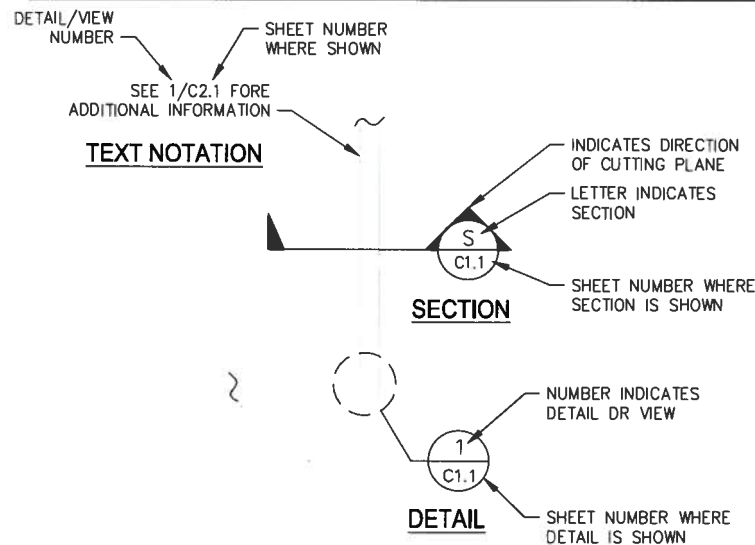 DETAIL/VIEW
NUMBER
SHEET NUMBER
WHERE SHOWN
SEE 1/C2.1 FORE
ADDITIONAL INFORMATION
TEXT NOTATION
INDICATES DIRECTION
OF CUTTING PLANE
LETTER INDICATES
SECTION
S
C1.1
SHEET NUMBER WHERE
SECTION IS SHOWN
SECTION
NUMBER INDICATES
DETAIL DR VIEW
1
C1.1
SHEET NUMBER WHERE
DETAIL IS SHOWN
DETAIL